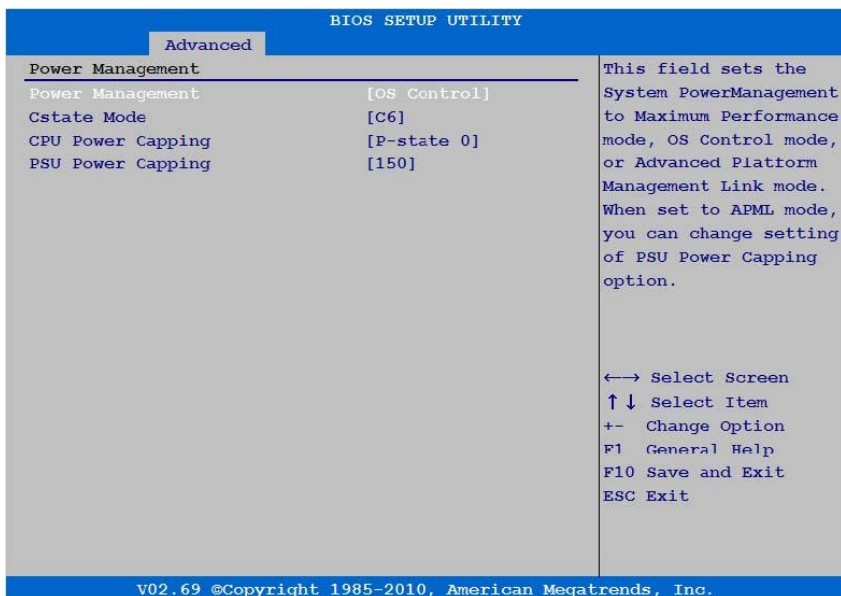 BIOS SETUP UTILITY
Advanced
Power Management
Power Management [OS Control]
Cstate Mode [C6]
CPU Power Capping [P-state 0]
PSU Power Capping [150]
This field sets the
System PowerManagement
to Maximum Performance
mode, OS Control mode,
or Advanced Platform
Management Link mode.
When set to APML mode,
you can change setting
of PSU Power Capping
option.
←→ Select Screen
↑↓ Select Item
+- Change Option
F1 General Help
F10 Save and Exit
ESC Exit
V02.69 ©Copyright 1985-2010, American Megatrends, Inc.